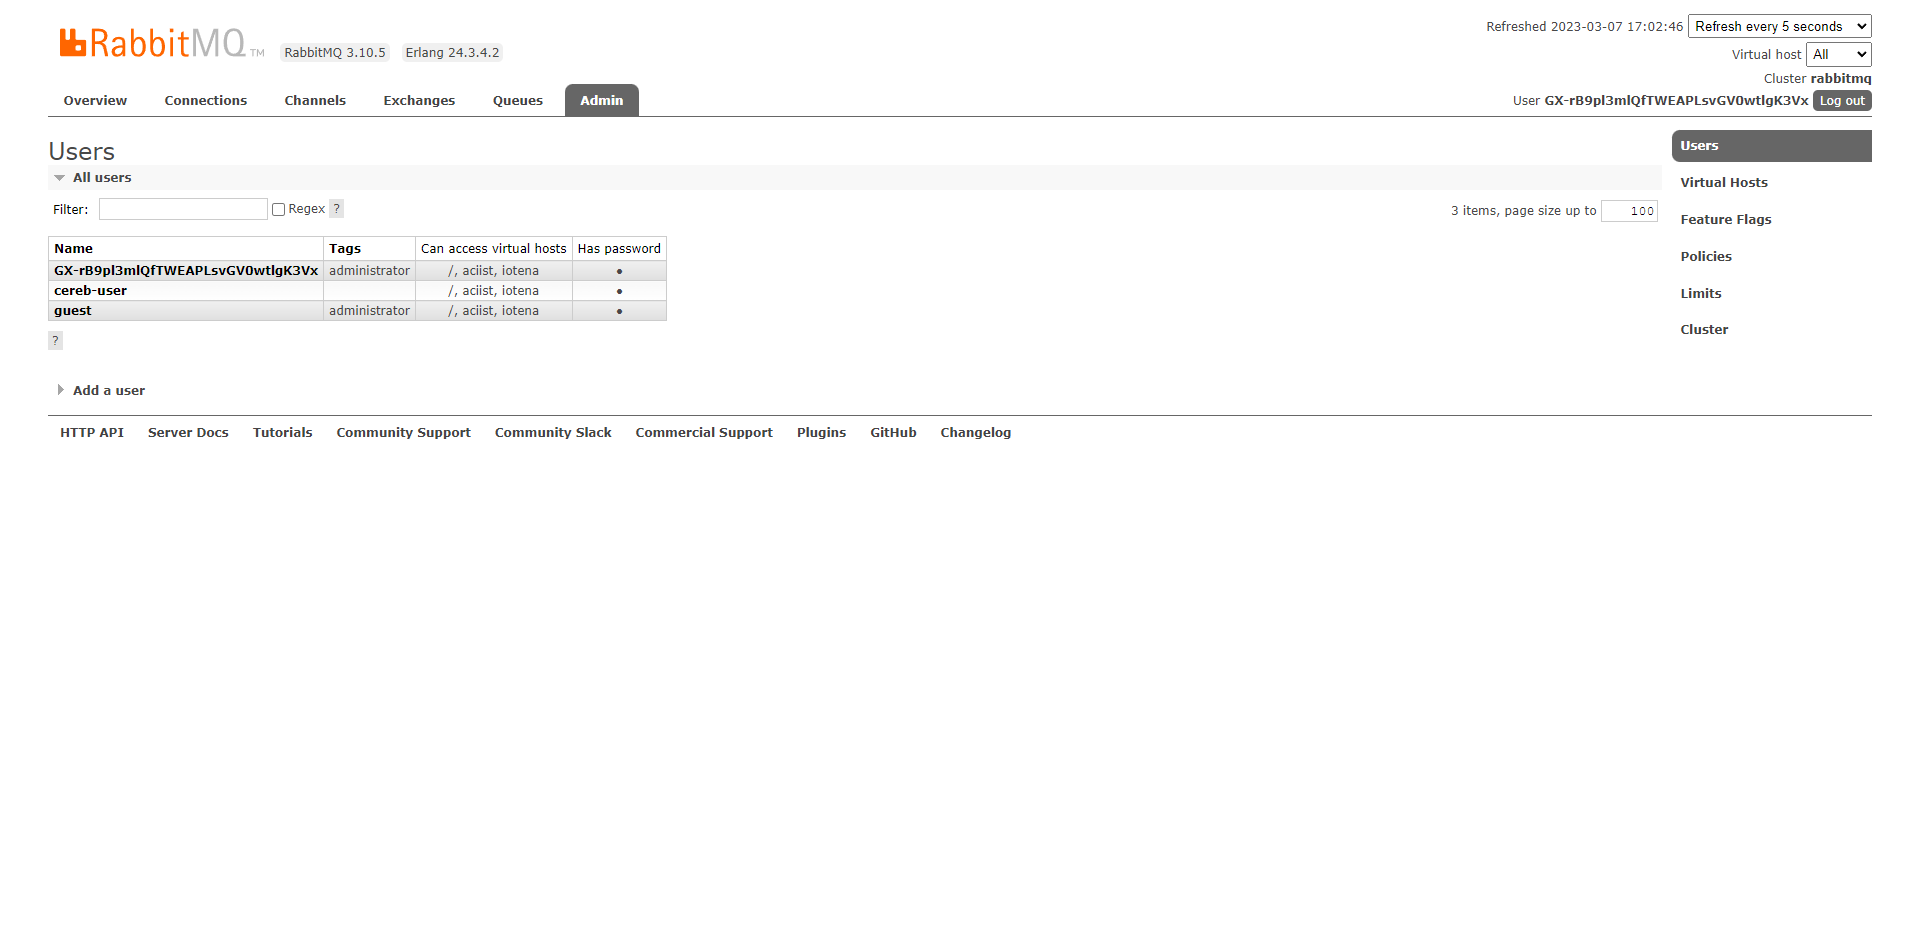 RabbitMQ TM
RabbitMQ 3.10.5 Erlang 24.3.4.2
Refreshed 2023-03-07 17:02:46 Refresh every 5 seconds
Virtual host All
Cluster rabbitmq
User GX-rB9pl3mlQfTWEAPLsvGV0wtlgK3Vx Log out
Overview Connections Channels Exchanges Queues Admin
Users
All users
Filter: Regex ?
3 items, page size up to 100
Name Tags Can access virtual hosts Has password
GX-rB9pl3mlQfTWEAPLsvGV0wtlgK3Vx administrator /, aciist, iotena ●
cereb-user /, aciist, iotena ●
guest administrator /, aciist, iotena ●
?
Add a user
Users
Virtual Hosts
Feature Flags
Policies
Limits
Cluster
HTTP API Server Docs Tutorials Community Support Community Slack Commercial Support Plugins GitHub Changelog